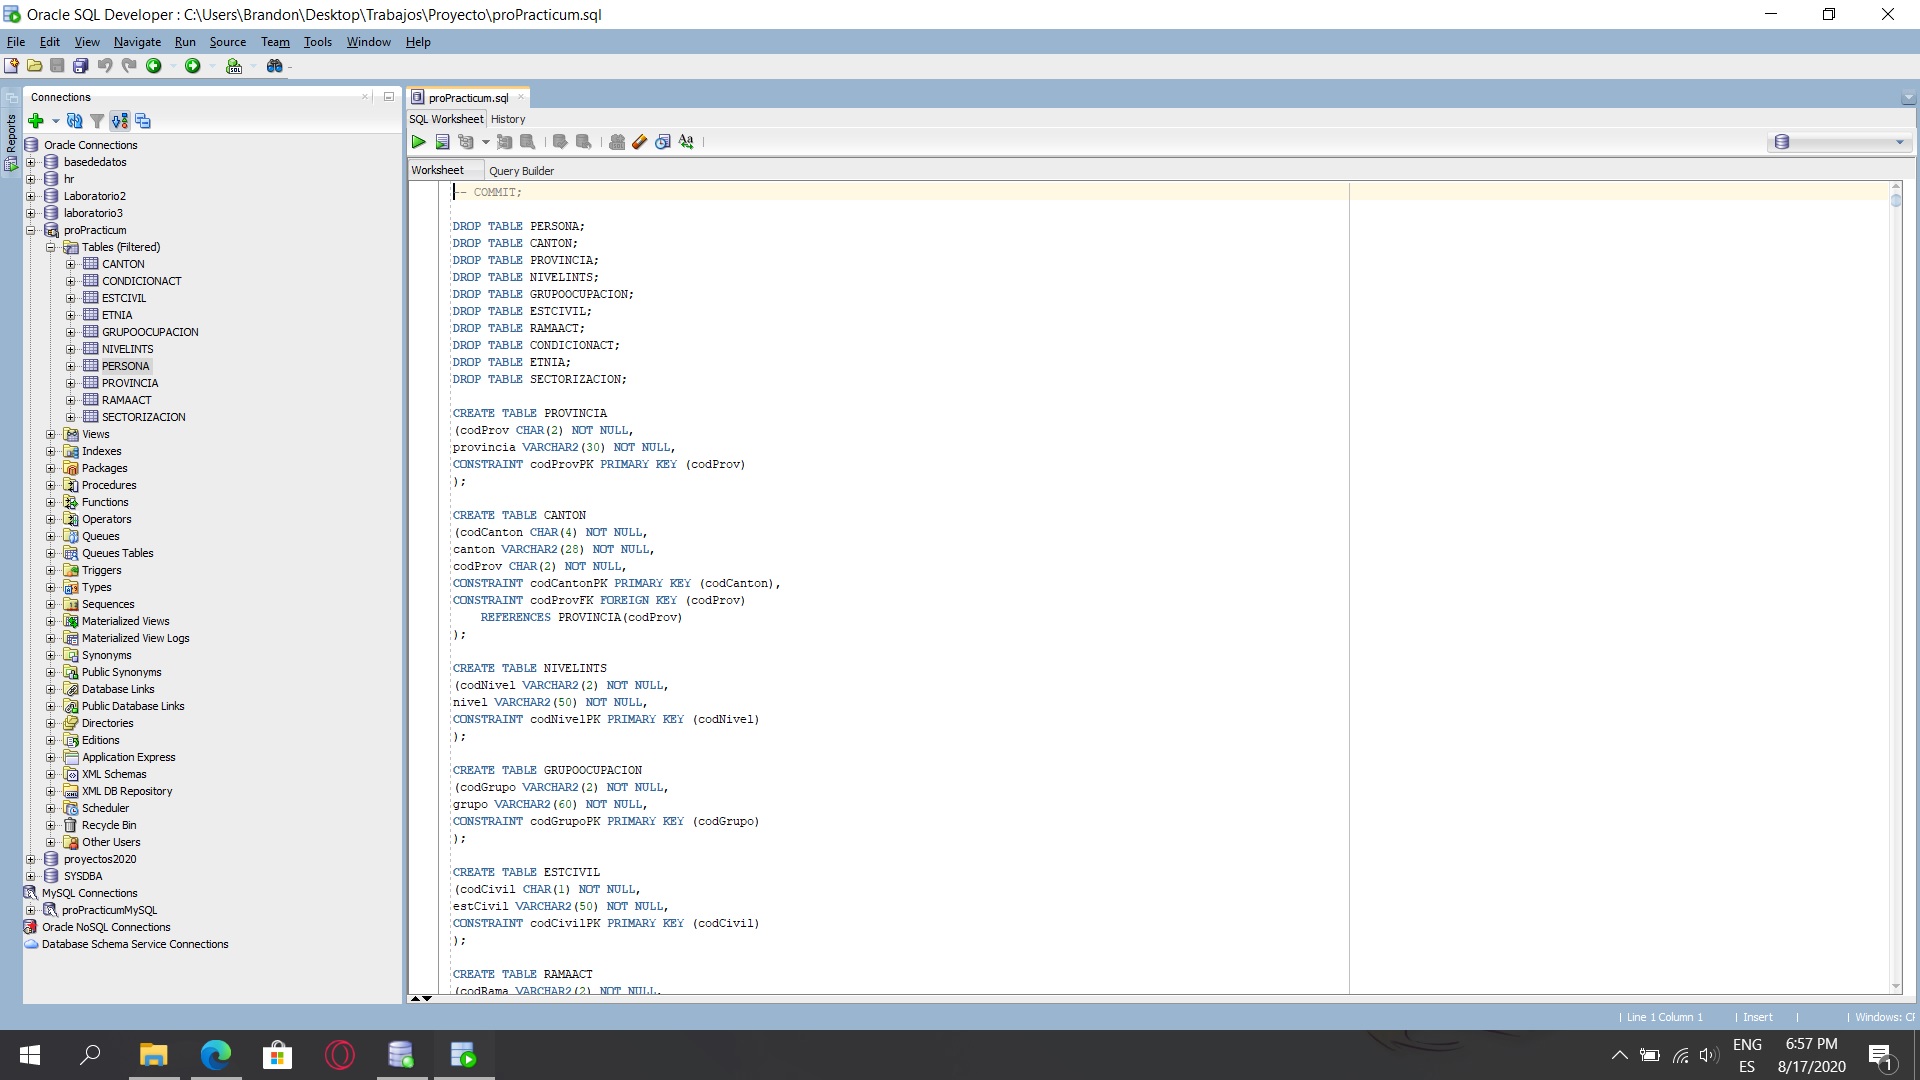 Oracle SQL Developer : C:\Users\Brandon\Desktop\Trabajos\Proyecto\proPracticum.sql
File Edit View Navigate Run Source Team Tools Window Help
Reports
Connections
Oracle Connections
basededatos
hr
Laboratorio2
laboratorio3
proPracticum
Tables (Filtered)
CANTON
CONDICIONACT
ESTCIVIL
ETNIA
GRUPOOCUPACION
NIVELINTS
PERSONA
PROVINCIA
RAMAACT
SECTORIZACION
Views
Indexes
Packages
Procedures
Functions
Operators
Queues
Queues Tables
Triggers
Types
Sequences
Materialized Views
Materialized View Logs
Synonyms
Public Synonyms
Database Links
Public Database Links
Directories
Editions
Application Express
XML Schemas
XML DB Repository
Scheduler
Recycle Bin
Other Users
proyectos2020
SYSDBA
MySQL Connections
proPracticumMySQL
Oracle NoSQL Connections
Database Schema Service Connections
proPracticum.sql
SQL Worksheet History
Aa
Worksheet Query Builder
-- COMMIT;
DROP TABLE PERSONA;
DROP TABLE CANTON;
DROP TABLE PROVINCIA;
DROP TABLE NIVELINTS;
DROP TABLE GRUPOOCUPACION;
DROP TABLE ESTCIVIL;
DROP TABLE RAMAACT;
DROP TABLE CONDICIONACT;
DROP TABLE ETNIA;
DROP TABLE SECTORIZACION;
CREATE TABLE PROVINCIA
(codProv CHAR(2) NOT NULL,
provincia VARCHAR2(30) NOT NULL,
CONSTRAINT codProvPK PRIMARY KEY (codProv)
);
CREATE TABLE CANTON
(codCanton CHAR(4) NOT NULL,
canton VARCHAR2(28) NOT NULL,
codProv CHAR(2) NOT NULL,
CONSTRAINT codCantonPK PRIMARY KEY (codCanton),
CONSTRAINT codProvFK FOREIGN KEY (codProv)
REFERENCES PROVINCIA(codProv)
);
CREATE TABLE NIVELINTS
(codNivel VARCHAR2(2) NOT NULL,
nivel VARCHAR2(50) NOT NULL,
CONSTRAINT codNivelPK PRIMARY KEY (codNivel)
);
CREATE TABLE GRUPOOCUPACION
(codGrupo VARCHAR2(2) NOT NULL,
grupo VARCHAR2(60) NOT NULL,
CONSTRAINT codGrupoPK PRIMARY KEY (codGrupo)
);
CREATE TABLE ESTCIVIL
(codCivil CHAR(1) NOT NULL,
estCivil VARCHAR2(50) NOT NULL,
CONSTRAINT codCivilPK PRIMARY KEY (codCivil)
);
CREATE TABLE RAMAACT
(codRama VARCHAR2(2) NOT NULL,
Line 1 Column 1 Insert Windows: CR
ENG 6:57 PM
ES 8/17/2020 1